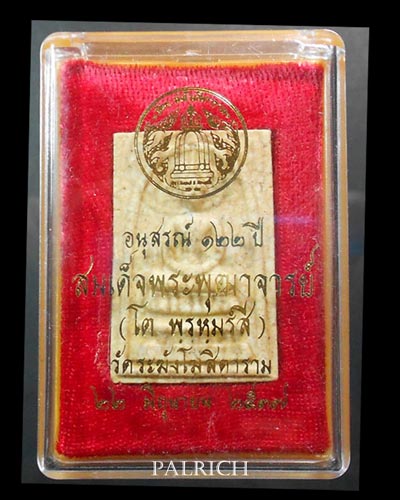 อนุสรณ์ ๑๒๒ ปี
สมเด็จพระพุฒาจารย์
(โต พฺรหฺมรํสี)
วัดระฆังโฆสิตาราม
๒๒ มิถุนายน ๒๕๓๗
PALRICH